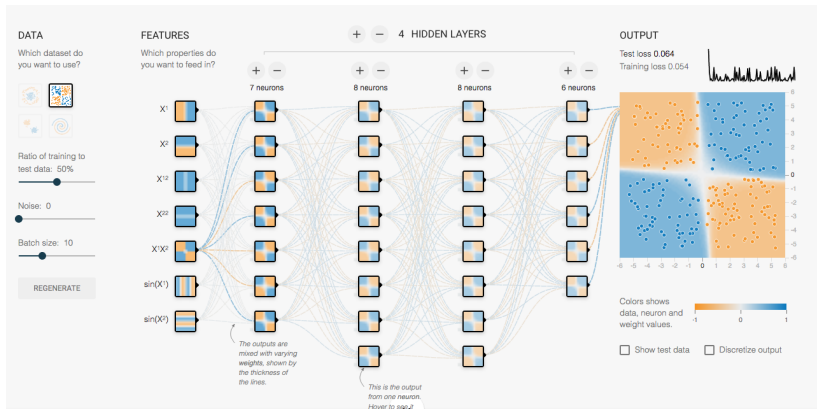 DATA
Which dataset do
you want to use?
Ratio of training to
test data: 50%
Noise: 0
Batch size: 10
REGENERATE
FEATURES
Which properties do
you want to feed in?
X¹
X²
X¹²
X²²
X¹X²
sin(X¹)
sin(X²)
+ − 4 HIDDEN LAYERS
+ −
7 neurons
+ −
8 neurons
+ −
8 neurons
+ −
6 neurons
The outputs are
mixed with varying
weights, shown by
the thickness of
the lines.
This is the output
from one neuron.
Hover to see it
OUTPUT
Test loss 0.064
Training loss 0.054
6
5
4
3
2
1
0
-1
-2
-3
-4
-5
-6
-6 -5 -4 -3 -2 -1 0 1 2 3 4 5 6
Colors shows
data, neuron and
weight values.
-1 0 1
Show test data
Discretize output